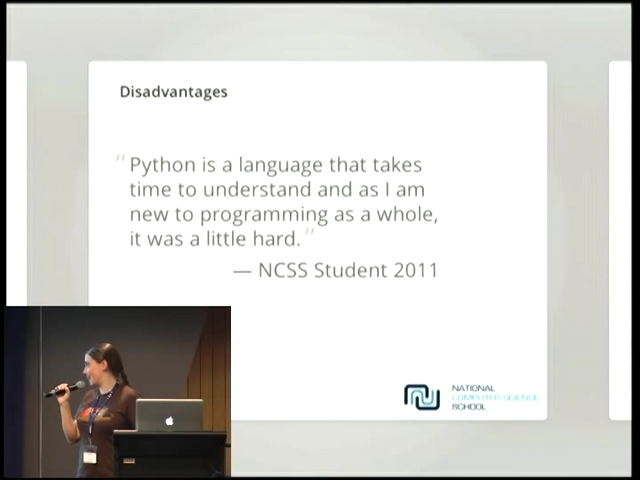 Disadvantages
“Python is a language that takes
time to understand and as I am
new to programming as a whole,
it was a little hard.”
— NCSS Student 2011
NATIONAL
COMPUTER SCIENCE
SCHOOL